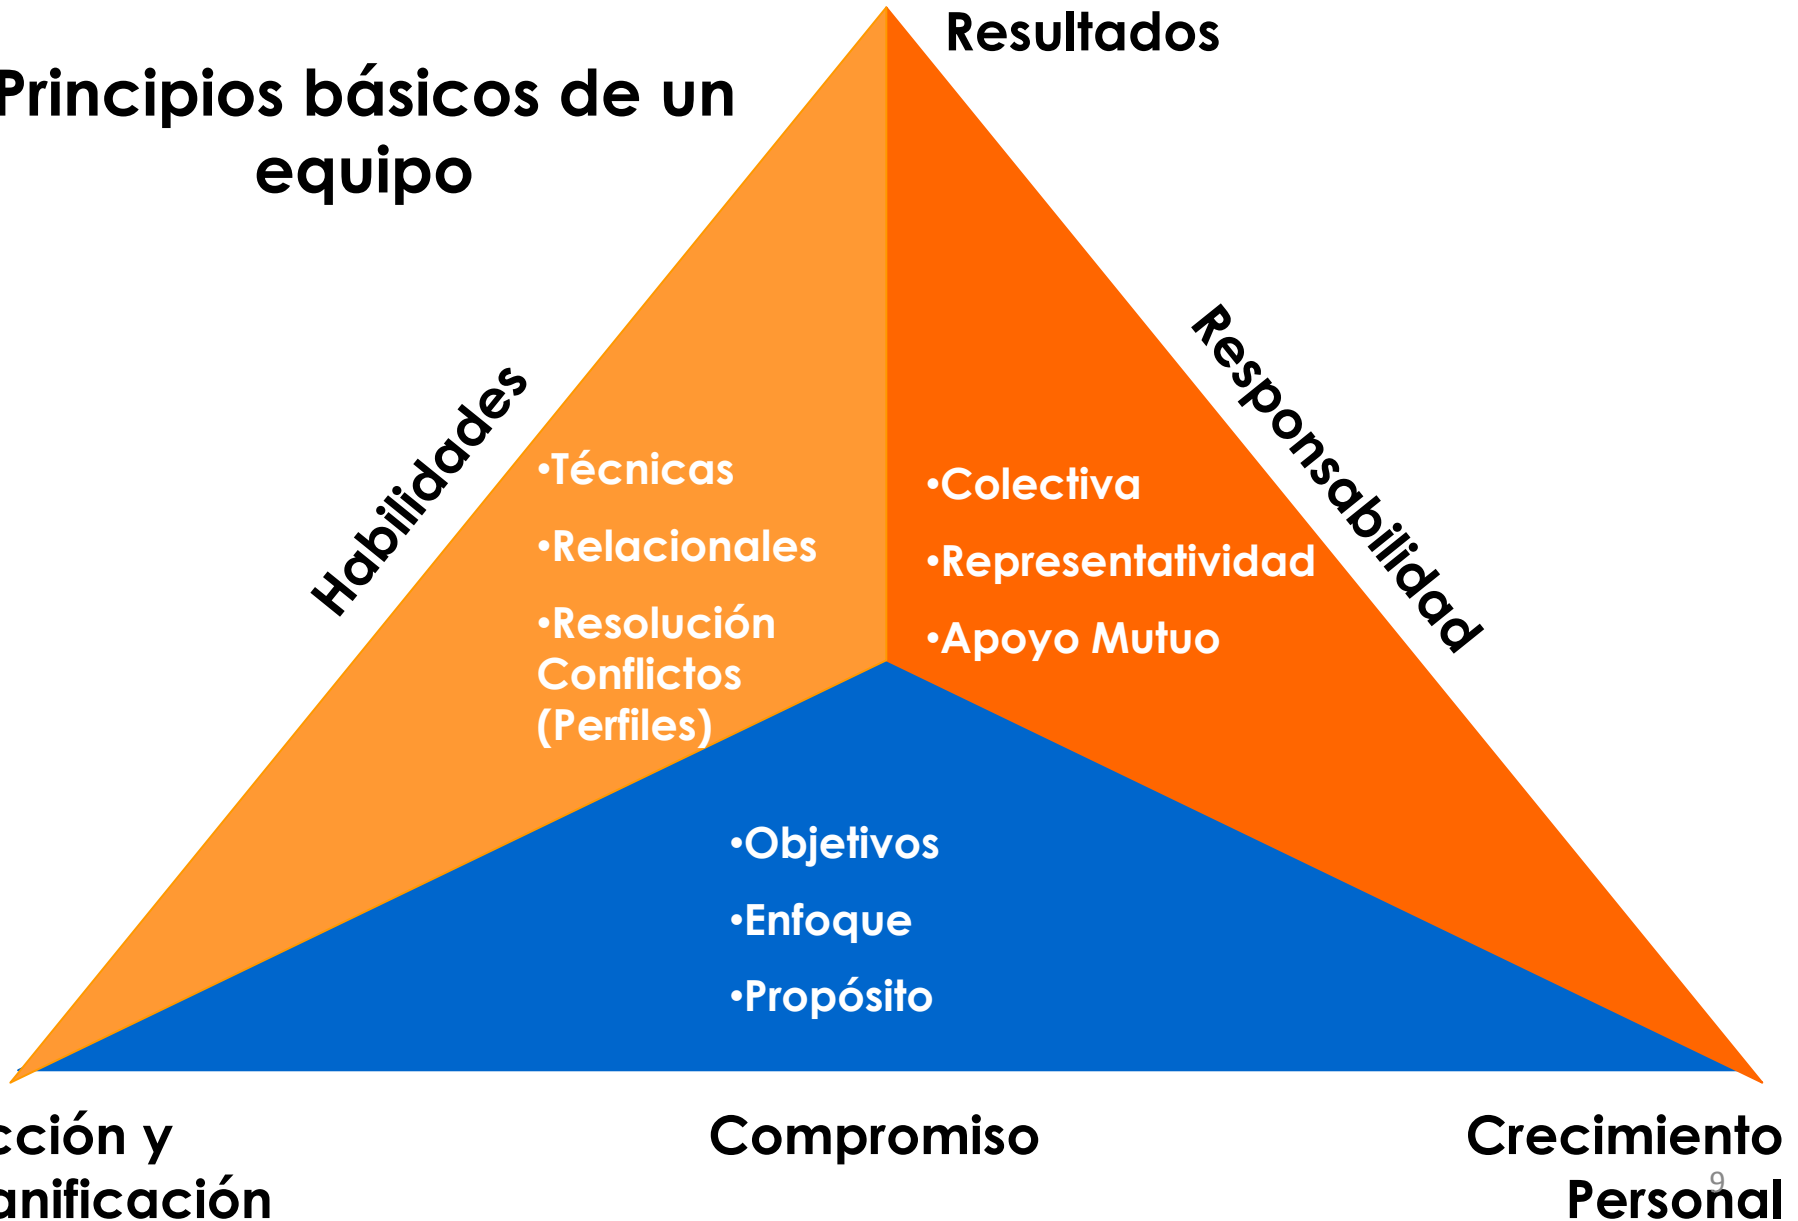 Resultados
Principios básicos de un
equipo
Habilidades
Responsabilidad
•Técnicas
•Relacionales
•Resolución
Conflictos
(Perfiles)
•Colectiva
•Representatividad
•Apoyo Mutuo
•Objetivos
•Enfoque
•Propósito
cción y
anificación
Compromiso
Crecimiento
Personal
9